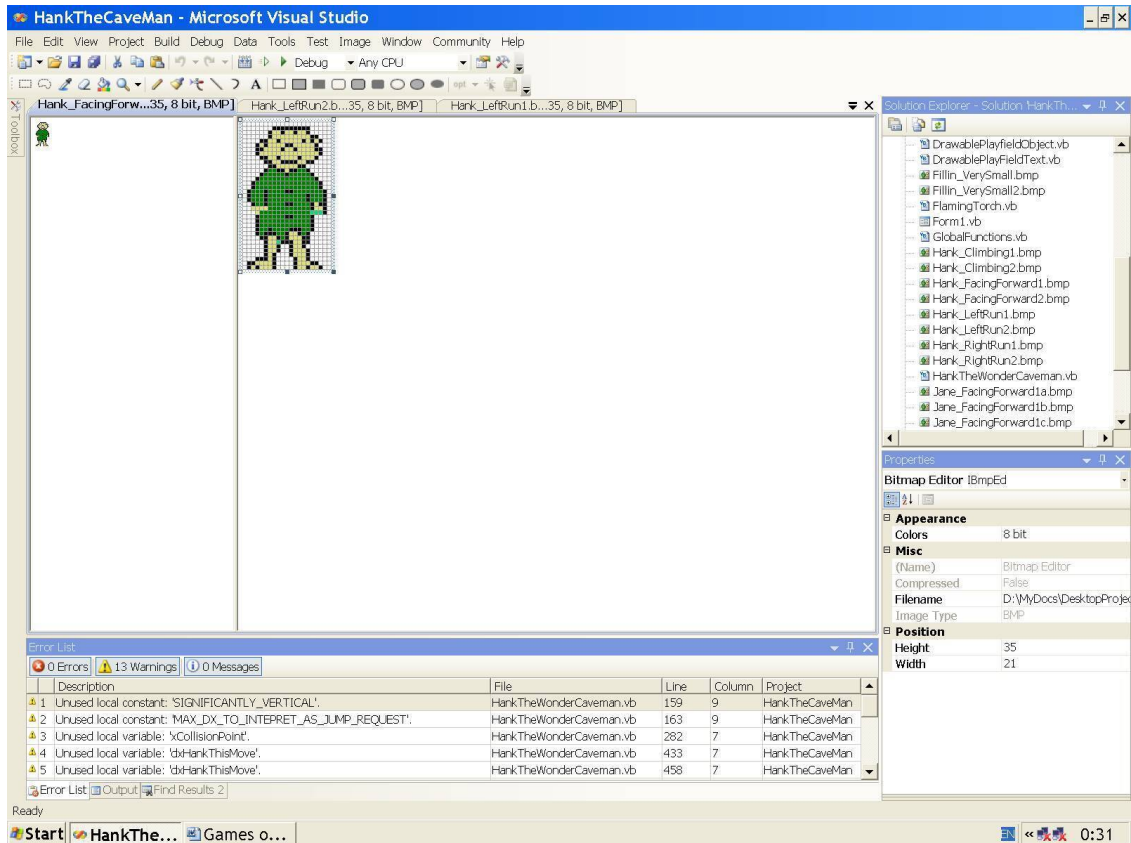 HankTheCaveMan - Microsoft Visual Studio
File Edit View Project Build Debug Data Tools Test Image Window Community Help
Debug Any CPU
A
Hank_FacingForw...35, 8 bit, BMP] Hank_LeftRun2.b...35, 8 bit, BMP] Hank_LeftRun1.b...35, 8 bit, BMP]
Toolbox
Solution Explorer - Solution 'HankTh...
DrawablePlayfieldObject.vb
DrawablePlayFieldText.vb
Fillin_VerySmall.bmp
Fillin_VerySmall2.bmp
FlamingTorch.vb
Form1.vb
GlobalFunctions.vb
Hank_Climbing1.bmp
Hank_Climbing2.bmp
Hank_FacingForward1.bmp
Hank_FacingForward2.bmp
Hank_LeftRun1.bmp
Hank_LeftRun2.bmp
Hank_RightRun1.bmp
Hank_RightRun2.bmp
HankTheWonderCaveman.vb
Jane_FacingForward1a.bmp
Jane_FacingForward1b.bmp
Jane_FacingForward1c.bmp
Properties
Bitmap Editor IBmpEd
Appearance
Colors 8 bit
Misc
(Name) Bitmap Editor
Compressed False
Filename D:\MyDocs\DesktopProjec
Image Type BMP
Position
Height 35
Width 21
Error List
0 Errors 13 Warnings 0 Messages
Description File Line Column Project
1 Unused local constant: 'SIGNIFICANTLY_VERTICAL'. HankTheWonderCaveman.vb 159 9 HankTheCaveMan
2 Unused local constant: 'MAX_DX_TO_INTEPRET_AS_JUMP_REQUEST'. HankTheWonderCaveman.vb 163 9 HankTheCaveMan
3 Unused local variable: 'xCollisionPoint'. HankTheWonderCaveman.vb 282 7 HankTheCaveMan
4 Unused local variable: 'dxHankThisMove'. HankTheWonderCaveman.vb 433 7 HankTheCaveMan
5 Unused local variable: 'dxHankThisMove'. HankTheWonderCaveman.vb 458 7 HankTheCaveMan
Error List Output Find Results 2
Ready
Start HankThe... Games o... EN « 0:31